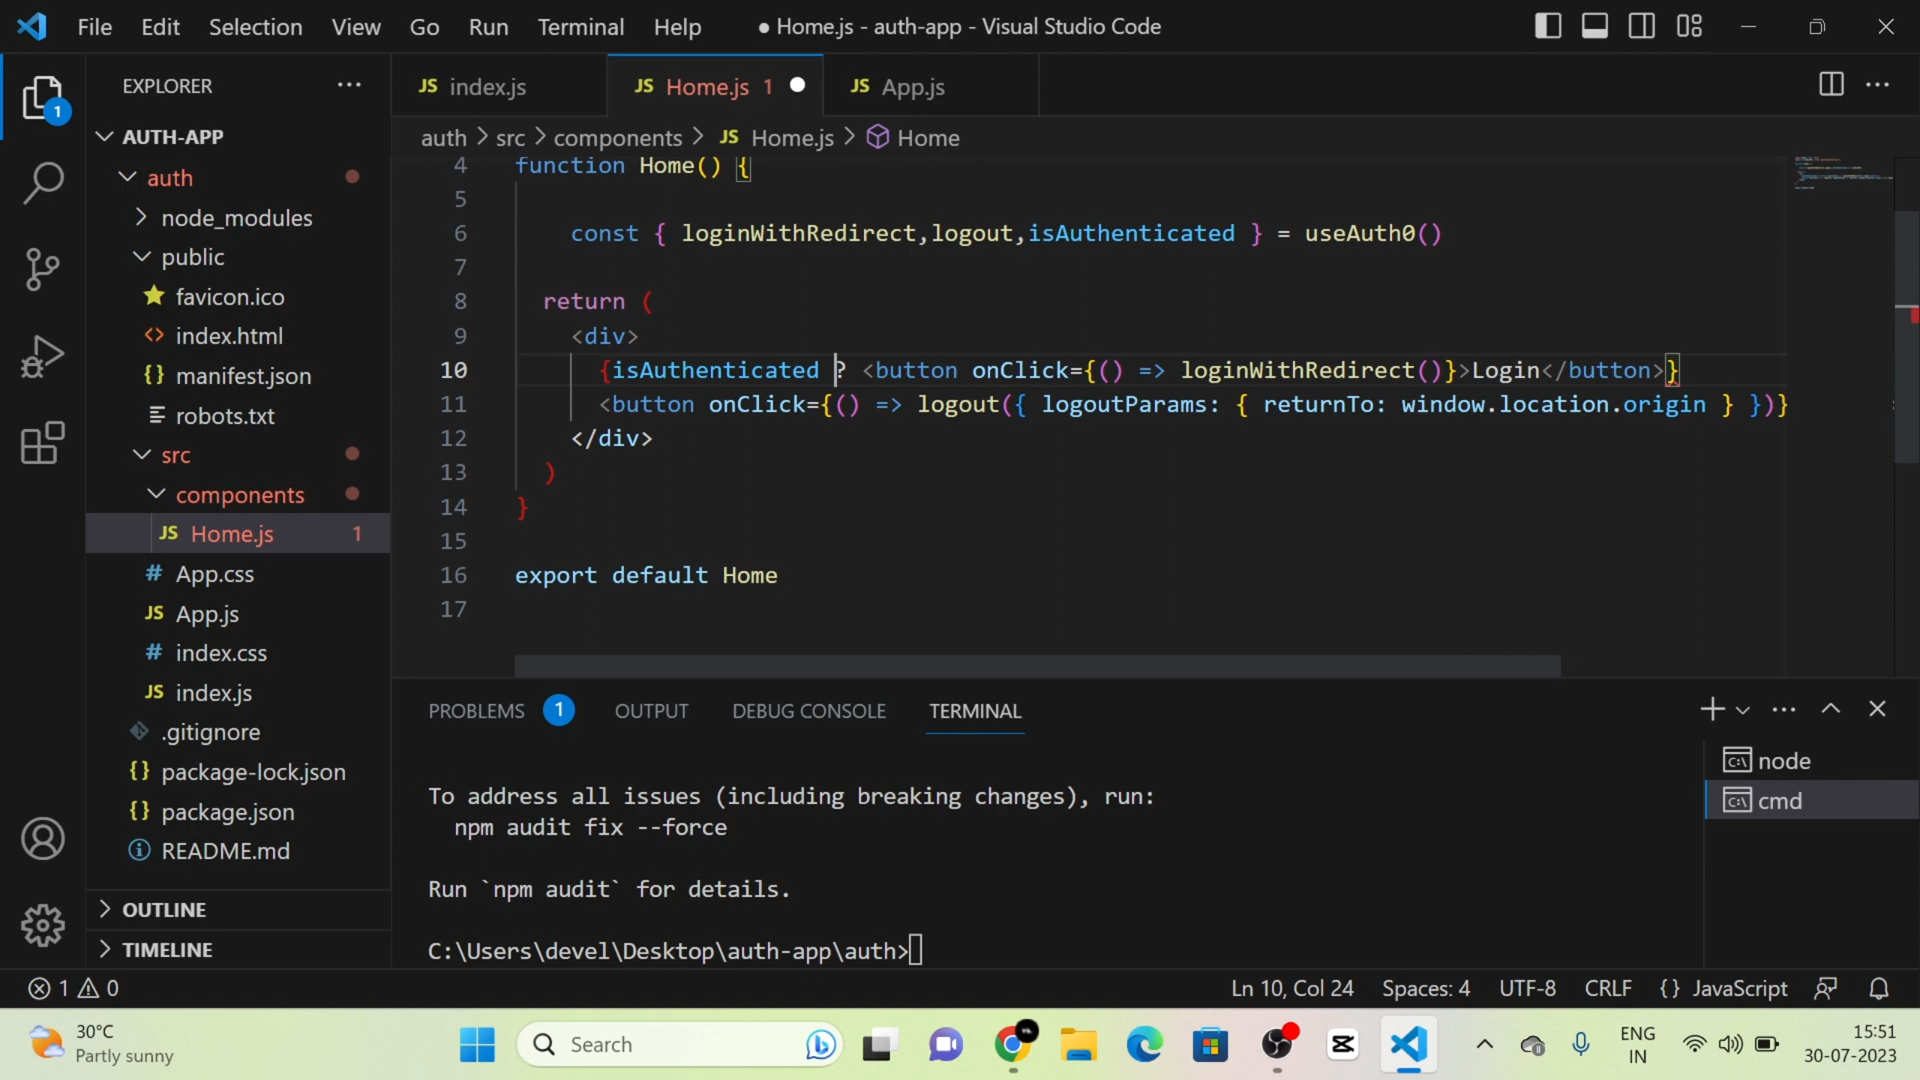 File Edit Selection View Go Run Terminal Help ● Home.js - auth-app - Visual Studio Code
1
EXPLORER
AUTH-APP
auth
node_modules
public
favicon.ico
index.html
manifest.json
robots.txt
src
components
Home.js 1
App.css
App.js
index.css
index.js
.gitignore
package-lock.json
package.json
README.md
OUTLINE
TIMELINE
JS index.js JS Home.js 1 ● JS App.js
auth > src > components > JS Home.js > Home
4 function Home() {
5
6 const { loginWithRedirect,logout,isAuthenticated } = useAuth0()
7
8 return (
9 <div>
10 {isAuthenticated ? <button onClick={() => loginWithRedirect()}>Login</button>}
11 <button onClick={() => logout({ logoutParams: { returnTo: window.location.origin } })}
12 </div>
13 )
14 }
15
16 export default Home
17
PROBLEMS 1 OUTPUT DEBUG CONSOLE TERMINAL
To address all issues (including breaking changes), run:
npm audit fix --force
Run `npm audit` for details.
C:\Users\devel\Desktop\auth-app\auth>
node
cmd
1 0 Ln 10, Col 24 Spaces: 4 UTF-8 CRLF {} JavaScript
30°C
Partly sunny
Search
ENG
IN
15:51
30-07-2023